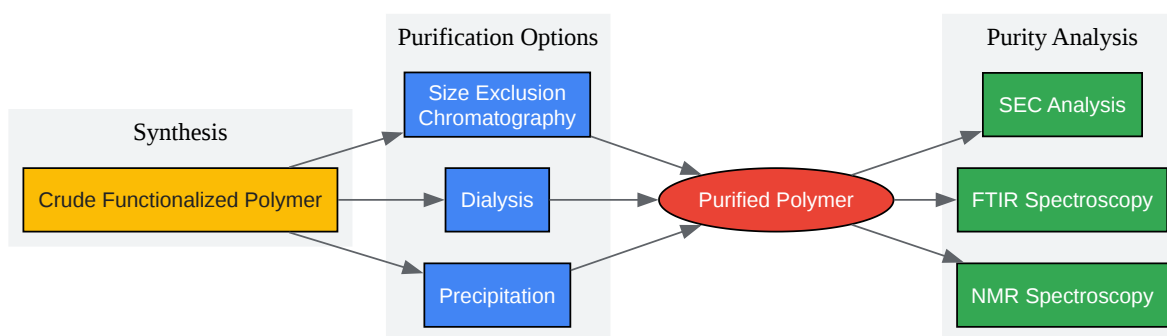 Synthesis
Crude Functionalized Polymer
Purification Options
Size Exclusion
Chromatography
Dialysis
Precipitation
Purified Polymer
Purity Analysis
SEC Analysis
FTIR Spectroscopy
NMR Spectroscopy